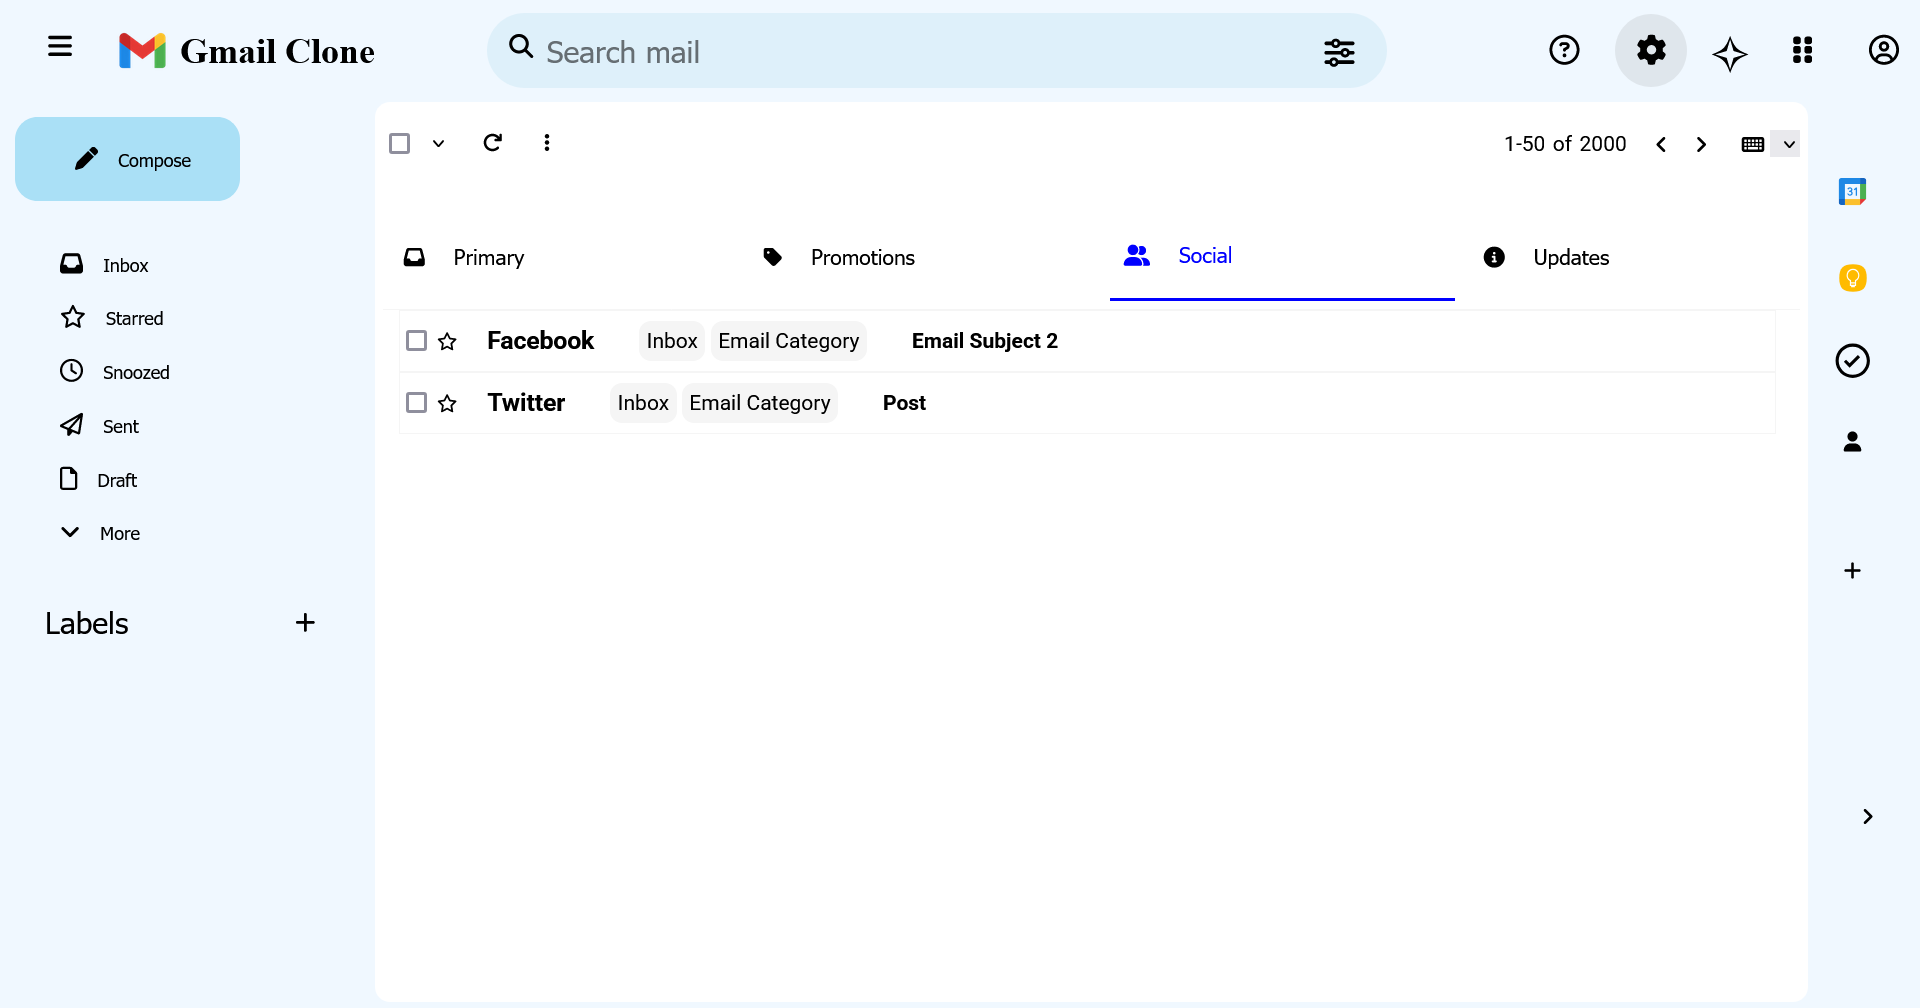 Gmail Clone
Search mail
Compose
1-50 of 2000
31
Primary
Promotions
Social
Updates
Inbox
Starred
Snoozed
Sent
Draft
More
Labels
Facebook Inbox Email Category Email Subject 2
Twitter Inbox Email Category Post